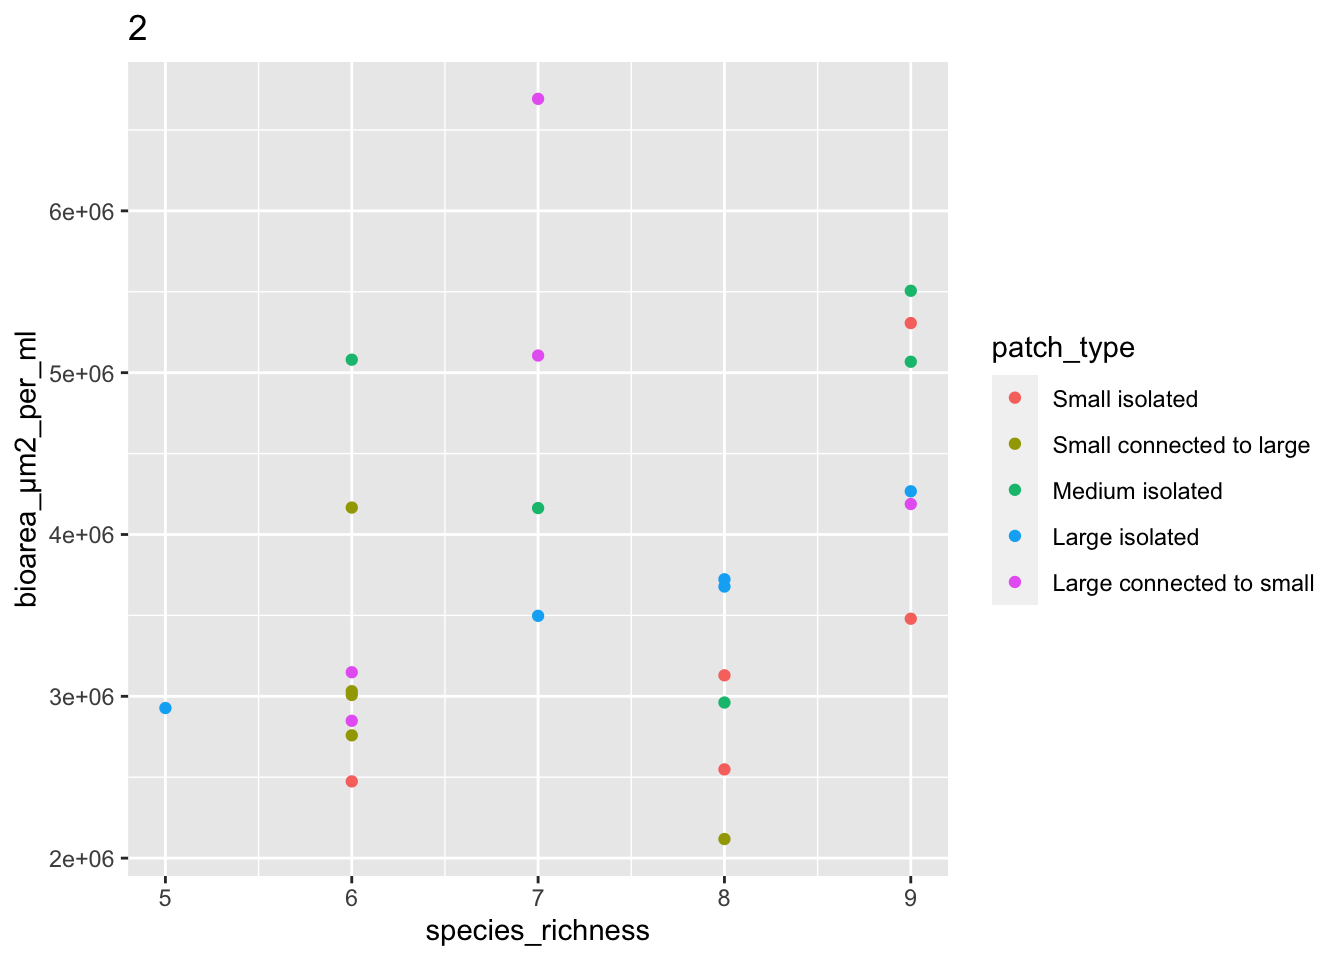 2
bioarea_µm2_per_ml
6e+06
5e+06
4e+06
3e+06
2e+06
5 6 7 8 9
species_richness
patch_type
Small isolated
Small connected to large
Medium isolated
Large isolated
Large connected to small